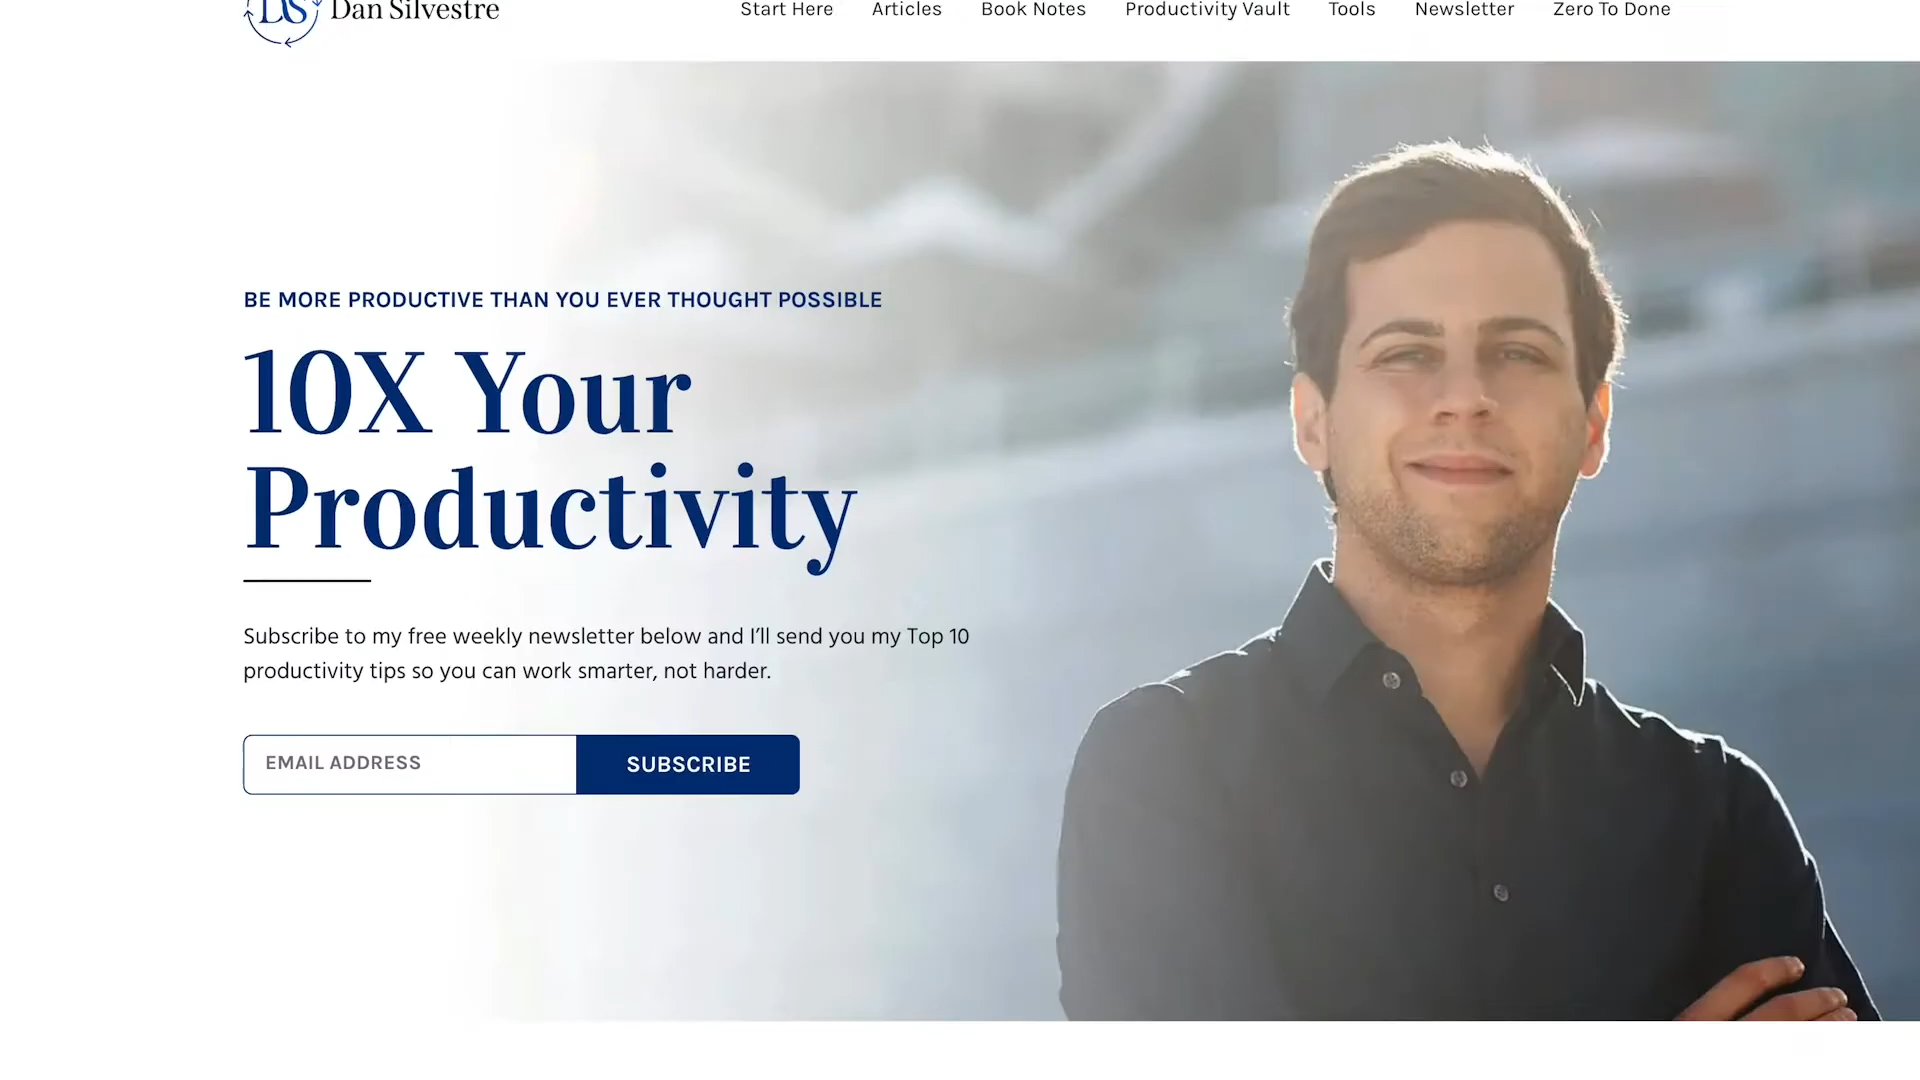 DS Dan Silvestre
Start Here Articles Book Notes Productivity Vault Tools Newsletter Zero To Done
BE MORE PRODUCTIVE THAN YOU EVER THOUGHT POSSIBLE
10X Your
Productivity
Subscribe to my free weekly newsletter below and I’ll send you my Top 10
productivity tips so you can work smarter, not harder.
EMAIL ADDRESS SUBSCRIBE